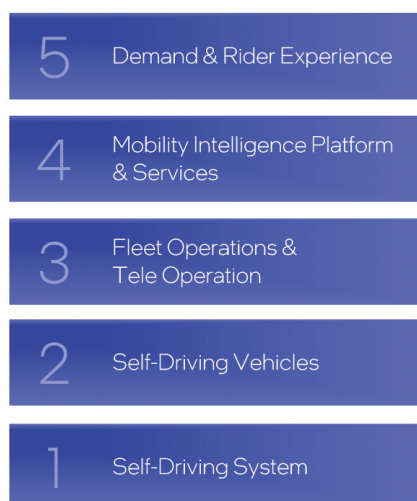 5
Demand & Rider Experience
4
Mobility Intelligence Platform
& Services
3
Fleet Operations &
Tele Operation
2
Self-Driving Vehicles
1
Self-Driving System